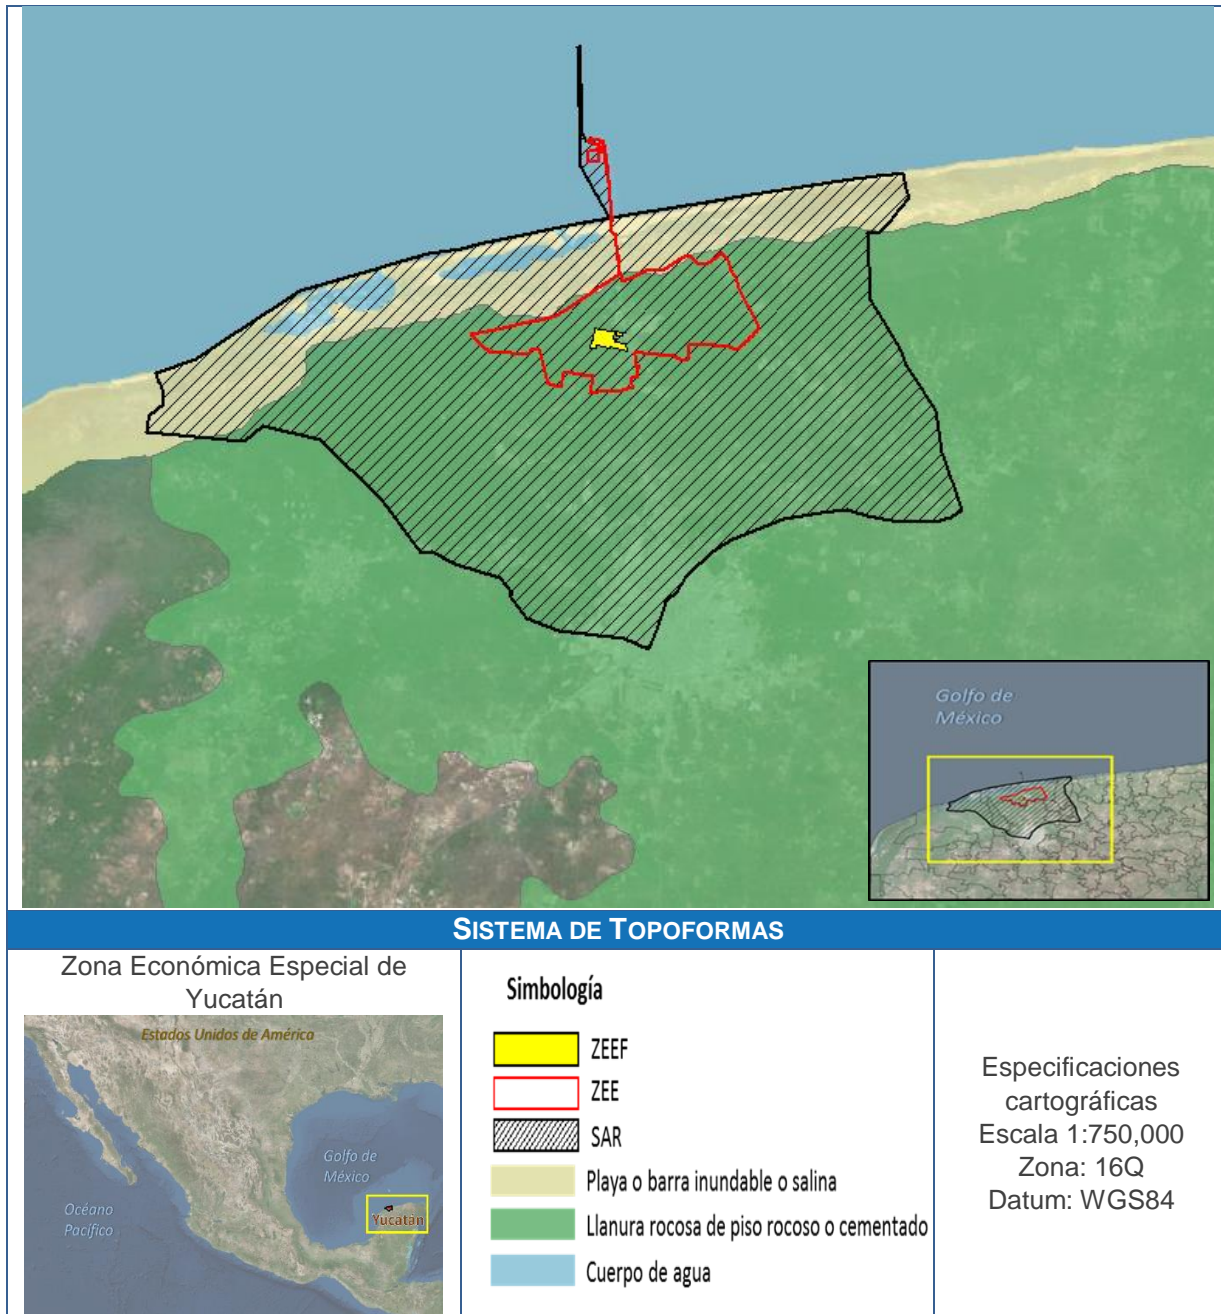 Golfo de
México
SISTEMA DE TOPOFORMAS
Zona Económica Especial de
Yucatán
Estados Unidos de América
Golfo de
México
Océano
Pacífico
Yucatán
Simbología
ZEEF
ZEE
SAR
Playa o barra inundable o salina
Llanura rocosa de piso rocoso o cementado
Cuerpo de agua
Especificaciones
cartográficas
Escala 1:750,000
Zona: 16Q
Datum: WGS84